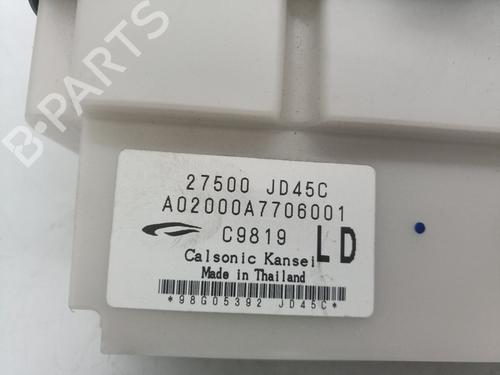 B-PARTS
27500 JD45C
A02000A7706001
C9819 LD
Calsonic Kansei
Made in Thailand
*98G05392 JD45C*